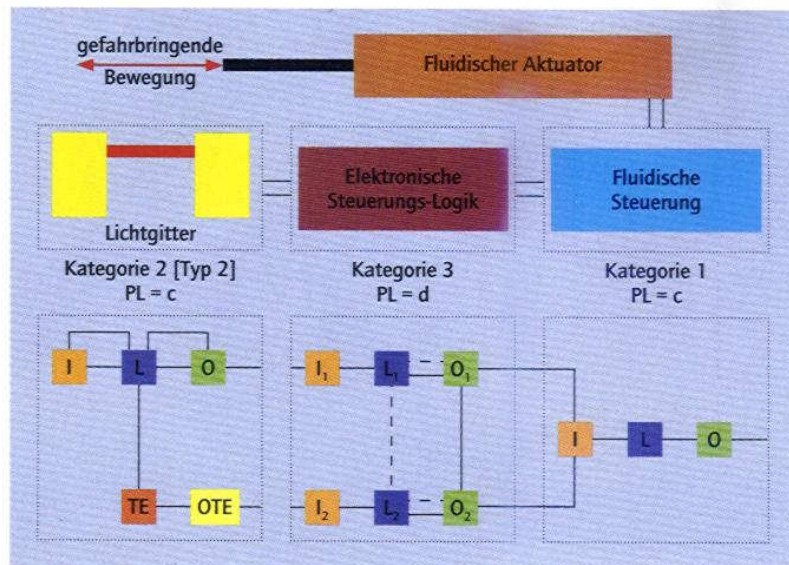 gefahrbringende
Bewegung
Fluidischer Aktuator
Lichtgitter
Elektronische
Steuerungs-Logik
Fluidische
Steuerung
Kategorie 2 [Typ 2]
PL = c
Kategorie 3
PL = d
Kategorie 1
PL = c
I L O
I₁ L₁ O₁
I L O
TE OTE
I₂ L₂ O₂